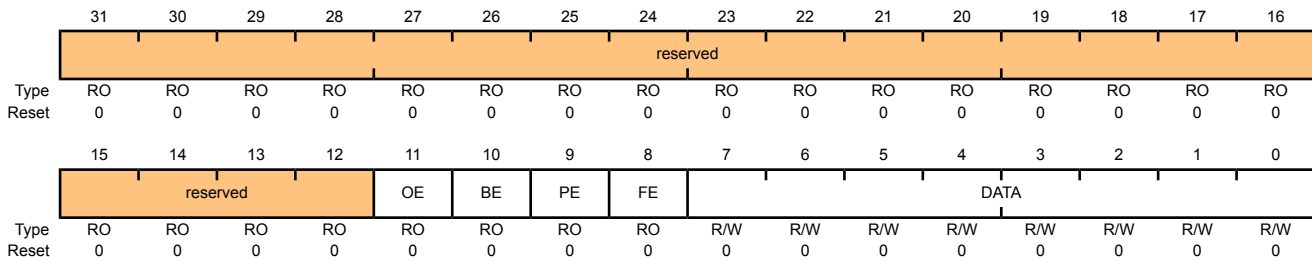 31 30 29 28 27 26 25 24 23 22 21 20 19 18 17 16
reserved
Type RO RO RO RO RO RO RO RO RO RO RO RO RO RO RO RO
Reset 0 0 0 0 0 0 0 0 0 0 0 0 0 0 0 0
15 14 13 12 11 10 9 8 7 6 5 4 3 2 1 0
reserved OE BE PE FE DATA
Type RO RO RO RO RO RO RO RO R/W R/W R/W R/W R/W R/W R/W R/W
Reset 0 0 0 0 0 0 0 0 0 0 0 0 0 0 0 0